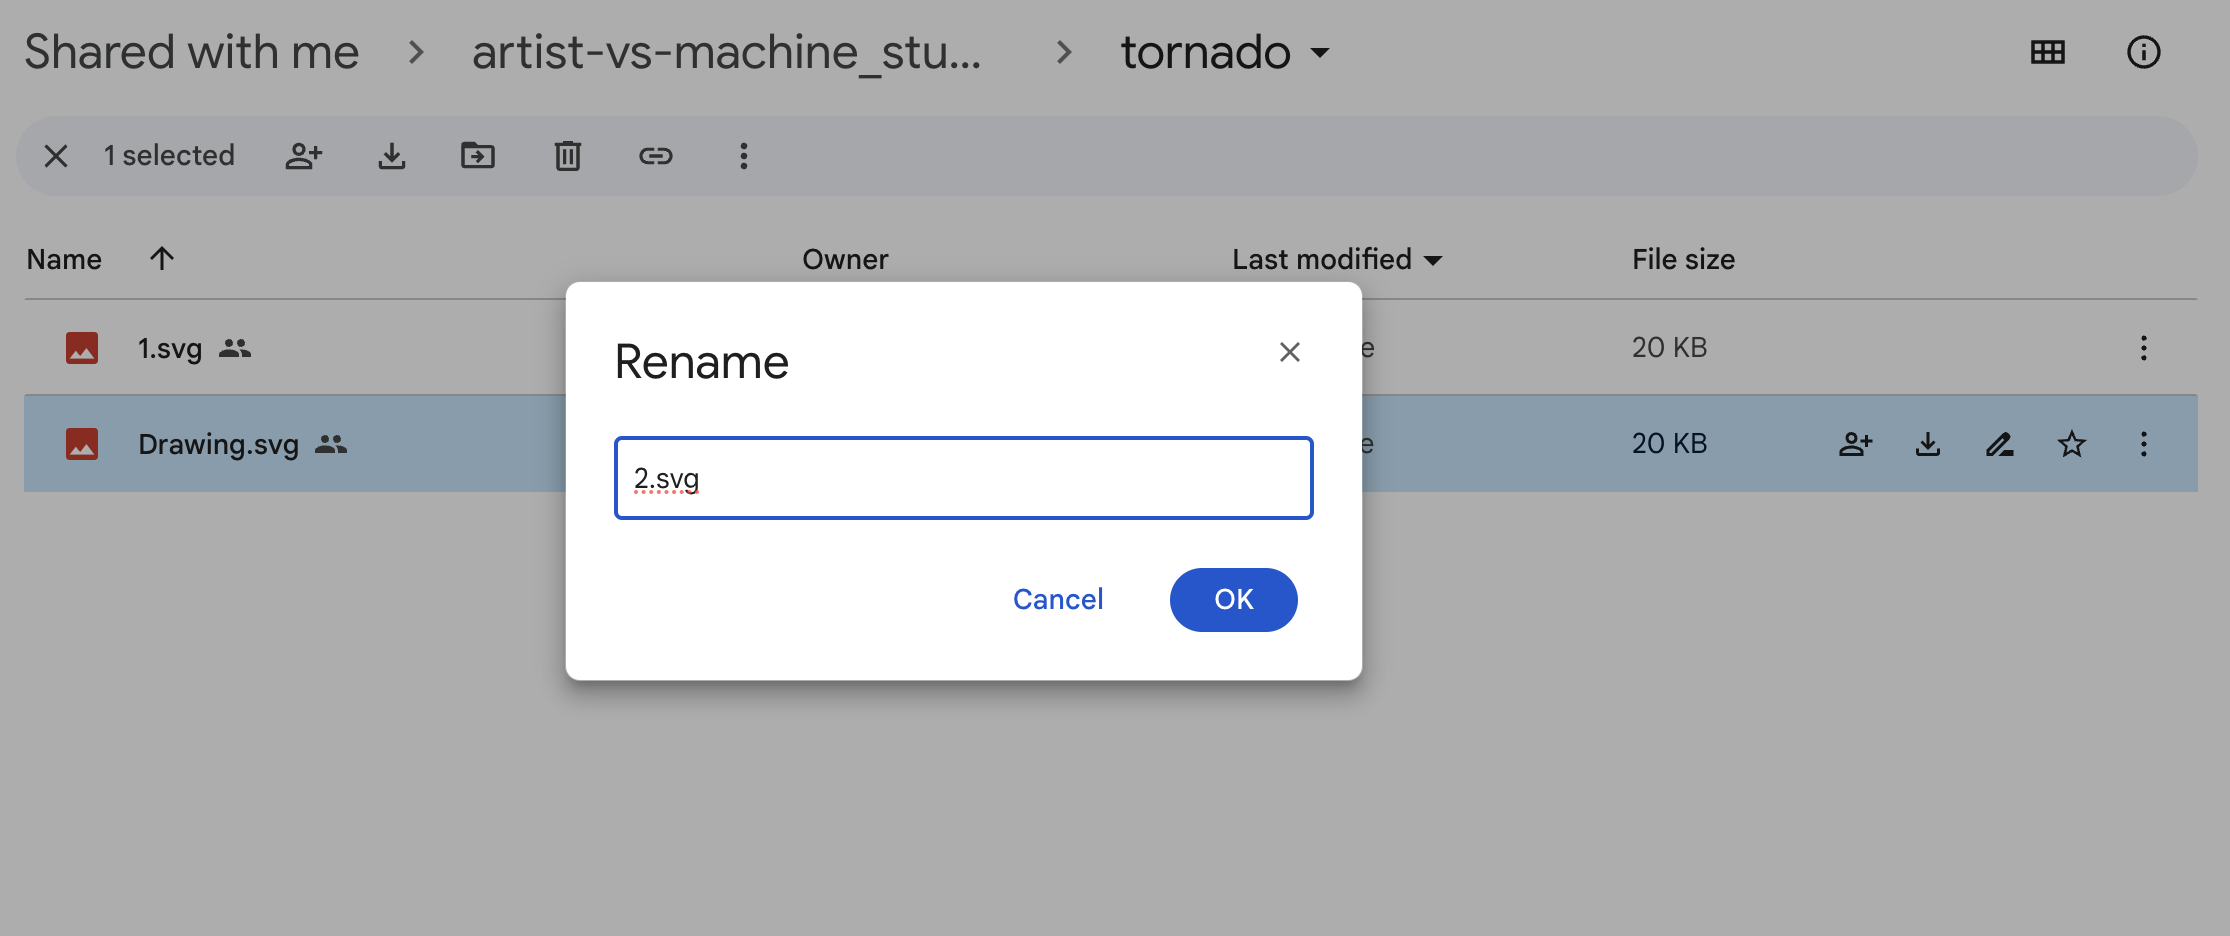 Shared with me > artist-vs-machine_stu... > tornado
1 selected
Name Owner Last modified File size
1.svg e 20 KB
Drawing.svg e 20 KB
Rename
2.svg
Cancel OK